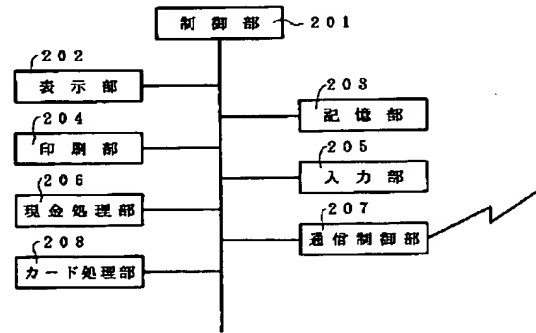 制御部 201
202
表示部
203
記憶部
204
印刷部
205
入力部
206
現金処理部
207
通信制御部
208
カード処理部